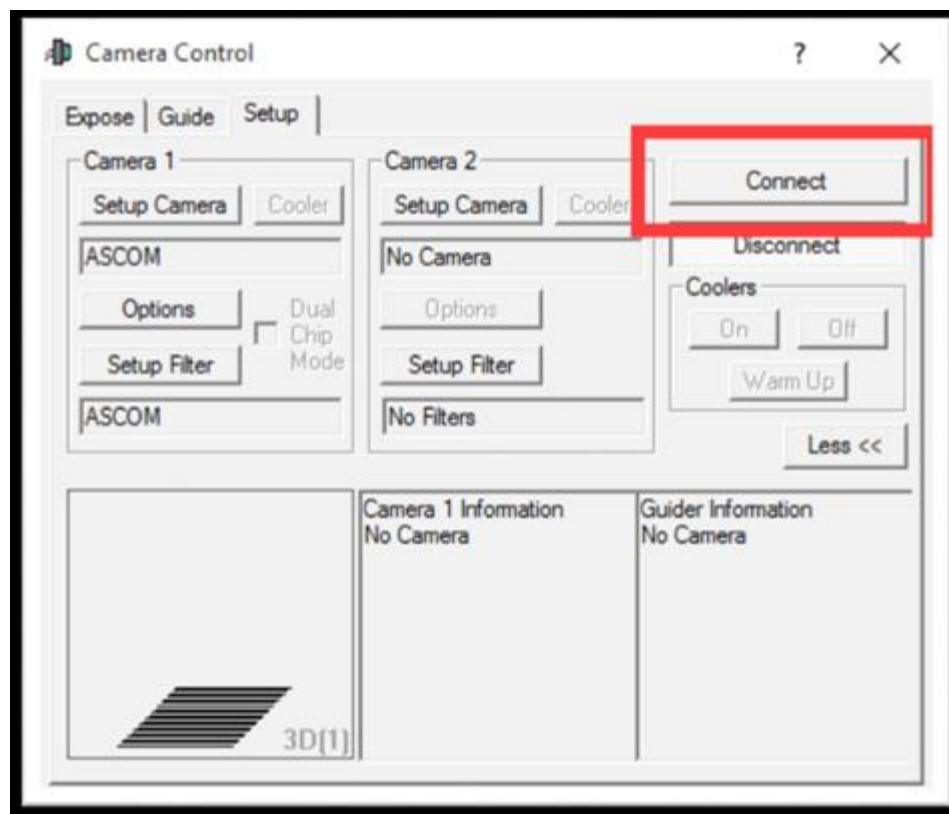 Camera Control
?
Expose
Guide
Setup
Camera 1
Setup Camera
Cooler
ASCOM
Options
Dual
Chip
Mode
Setup Filter
ASCOM
Camera 2
Setup Camera
Cooler
No Camera
Options
Setup Filter
No Filters
Connect
Disconnect
Coolers
On
Off
Warm Up
Less <<
3D(1)
Camera 1 Information
No Camera
Guider Information
No Camera